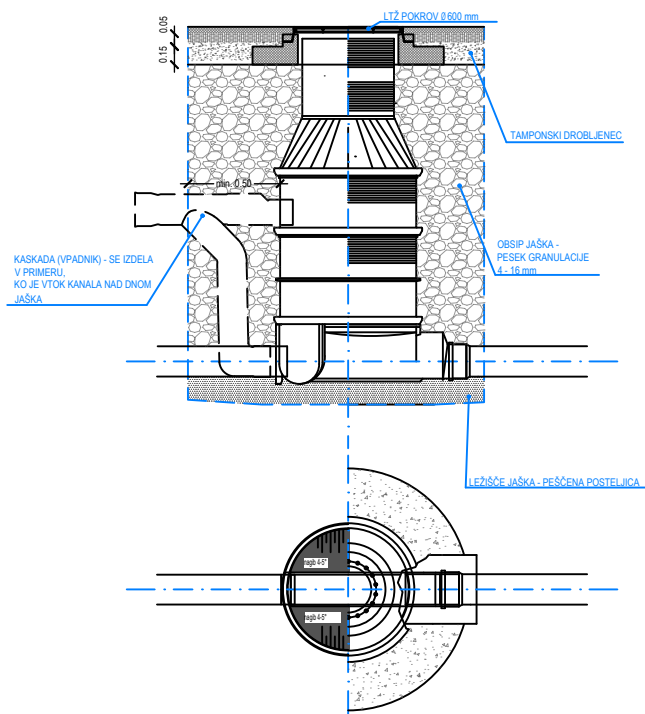 LTŽ POKROV Ø 600 mm
0.05
0.15
TAMPONSKI DROBLJENEC
min. 0.50
KASKADA (VPADNIK) - SE IZDELA
V PRIMERU,
KO JE VTOK KANALA NAD DNOM
JAŠKA
OBSIP JAŠKA -
PESEK GRANULACIJE
4 - 16 mm
LEŽIŠČE JAŠKA - PEŠČENA POSTELJICA
nagib 4-5°
nagib 4-5°